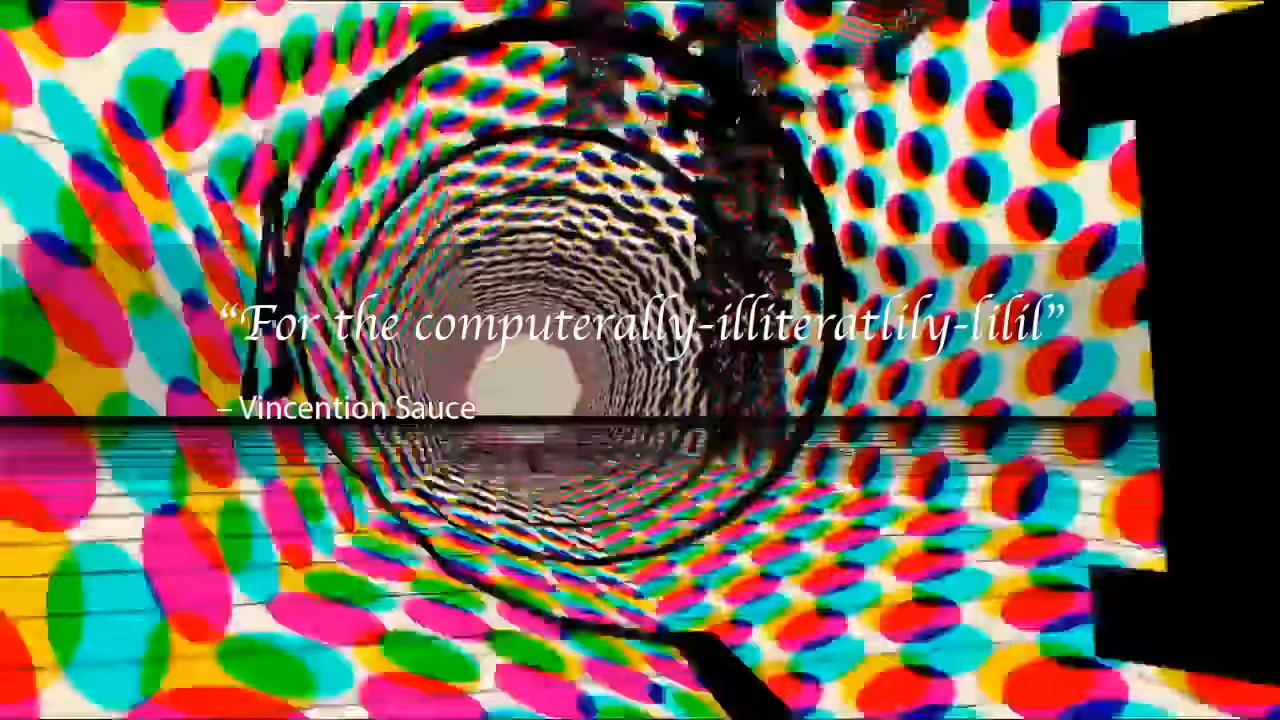 “For the computerally-illiteratlily-lilil”
– Vincention Sauce